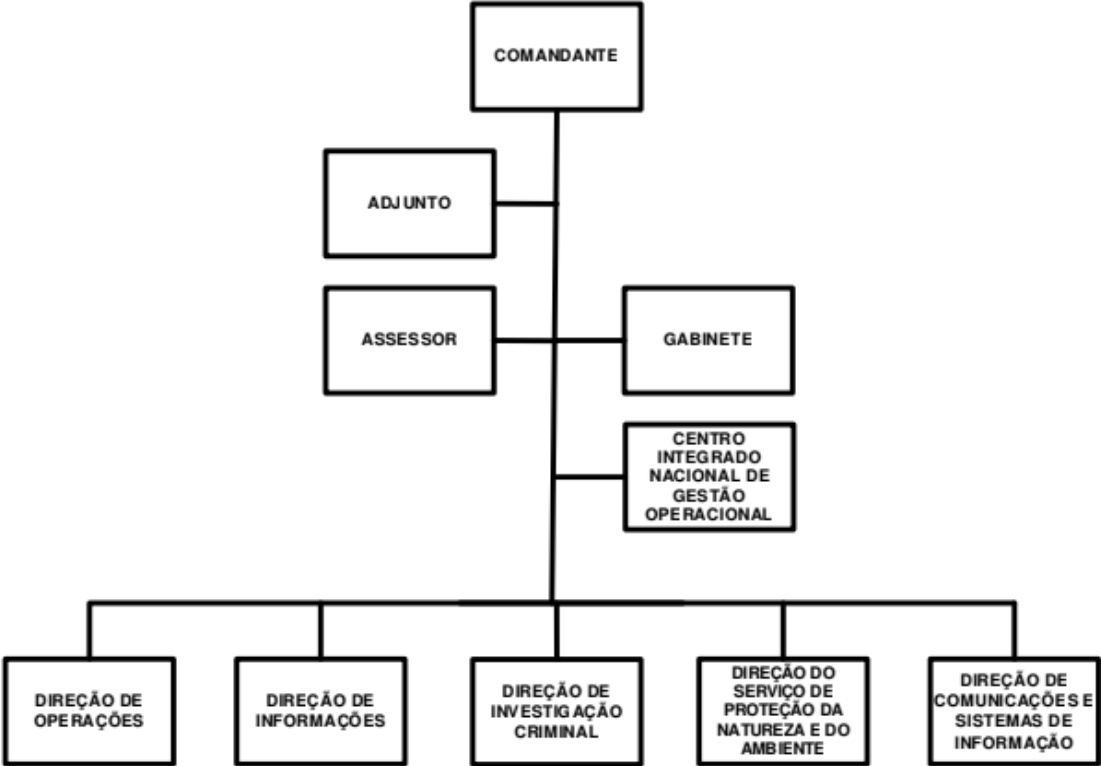 COMANDANTE
ADJUNTO
ASSESSOR
GABINETE
CENTRO
INTEGRADO
NACIONAL DE
GESTÃO
OPERACIONAL
DIREÇÃO DE
OPERAÇÕES
DIREÇÃO DE
INFORMAÇÕES
DIREÇÃO DE
INVESTIGAÇÃO
CRIMINAL
DIREÇÃO DO
SERVIÇO DE
PROTEÇÃO DA
NATUREZA E DO
AMBIENTE
DIREÇÃO DE
COMUNICAÇÕES E
SISTEMAS DE
INFORMAÇÃO